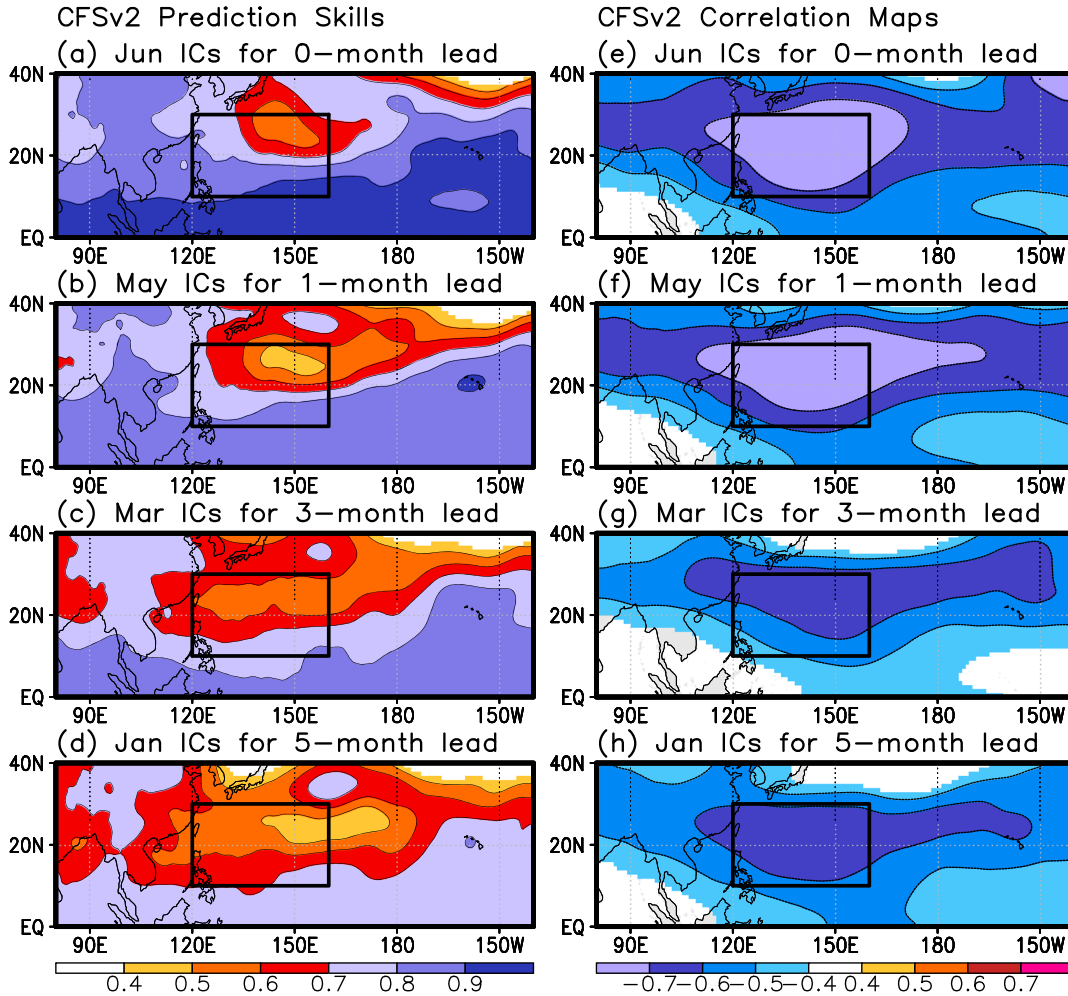 CFSv2 Prediction Skills
(a) Jun ICs for 0-month lead
40N
20N
EQ
90E 120E 150E 180 150W
(b) May ICs for 1-month lead
40N
20N
EQ
90E 120E 150E 180 150W
(c) Mar ICs for 3-month lead
40N
20N
EQ
90E 120E 150E 180 150W
(d) Jan ICs for 5-month lead
40N
20N
EQ
90E 120E 150E 180 150W
0.4 0.5 0.6 0.7 0.8 0.9
CFSv2 Correlation Maps
(e) Jun ICs for 0-month lead
40N
20N
EQ
90E 120E 150E 180 150W
(f) May ICs for 1-month lead
40N
20N
EQ
90E 120E 150E 180 150W
(g) Mar ICs for 3-month lead
40N
20N
EQ
90E 120E 150E 180 150W
(h) Jan ICs for 5-month lead
40N
20N
EQ
90E 120E 150E 180 150W
-0.7 -0.6 -0.5 -0.4 0.4 0.5 0.6 0.7